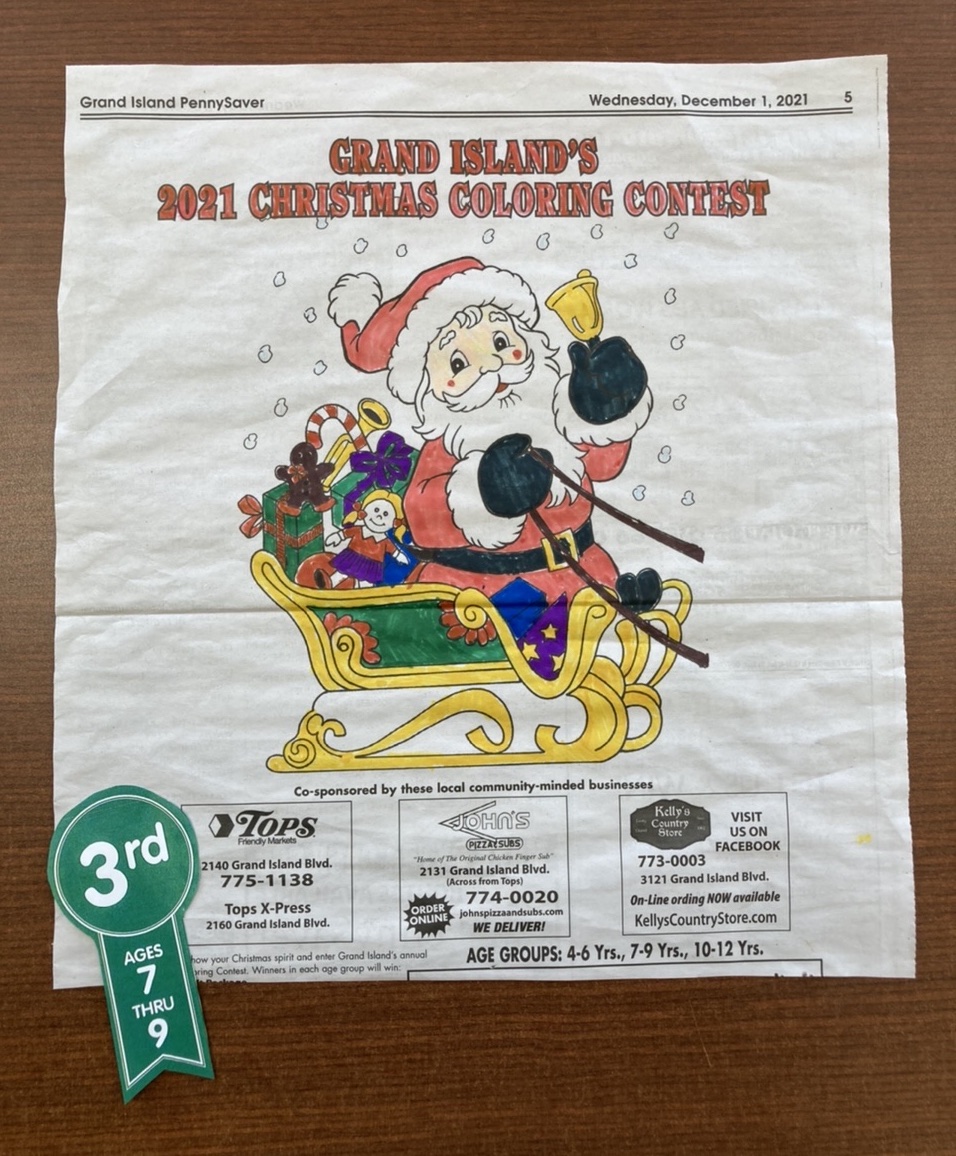 Grand Island PennySaver
Wednesday, December 1, 2021 5
GRAND ISLAND'S
2021 CHRISTMAS COLORING CONTEST
Co-sponsored by these local community-minded businesses
TOPS
Friendly Markets
2140 Grand Island Blvd.
775-1138
Tops X-Press
2160 Grand Island Blvd.
JOHN'S
PIZZA & SUBS
"Home of The Original Chicken Finger Sub"
2131 Grand Island Blvd.
(Across from Tops)
ORDER
ONLINE
774-0020
johnspizzaandsubs.com
WE DELIVER!
Kelly's
Country
Store
VISIT
US ON
FACEBOOK
773-0003
3121 Grand Island Blvd.
On-Line ording NOW available
KellysCountryStore.com
3rd
AGES
7
THRU
9
how your Christmas spirit and enter Grand Island's annual
ring Contest. Winners in each age group will win:
AGE GROUPS: 4-6 Yrs., 7-9 Yrs., 10-12 Yrs.